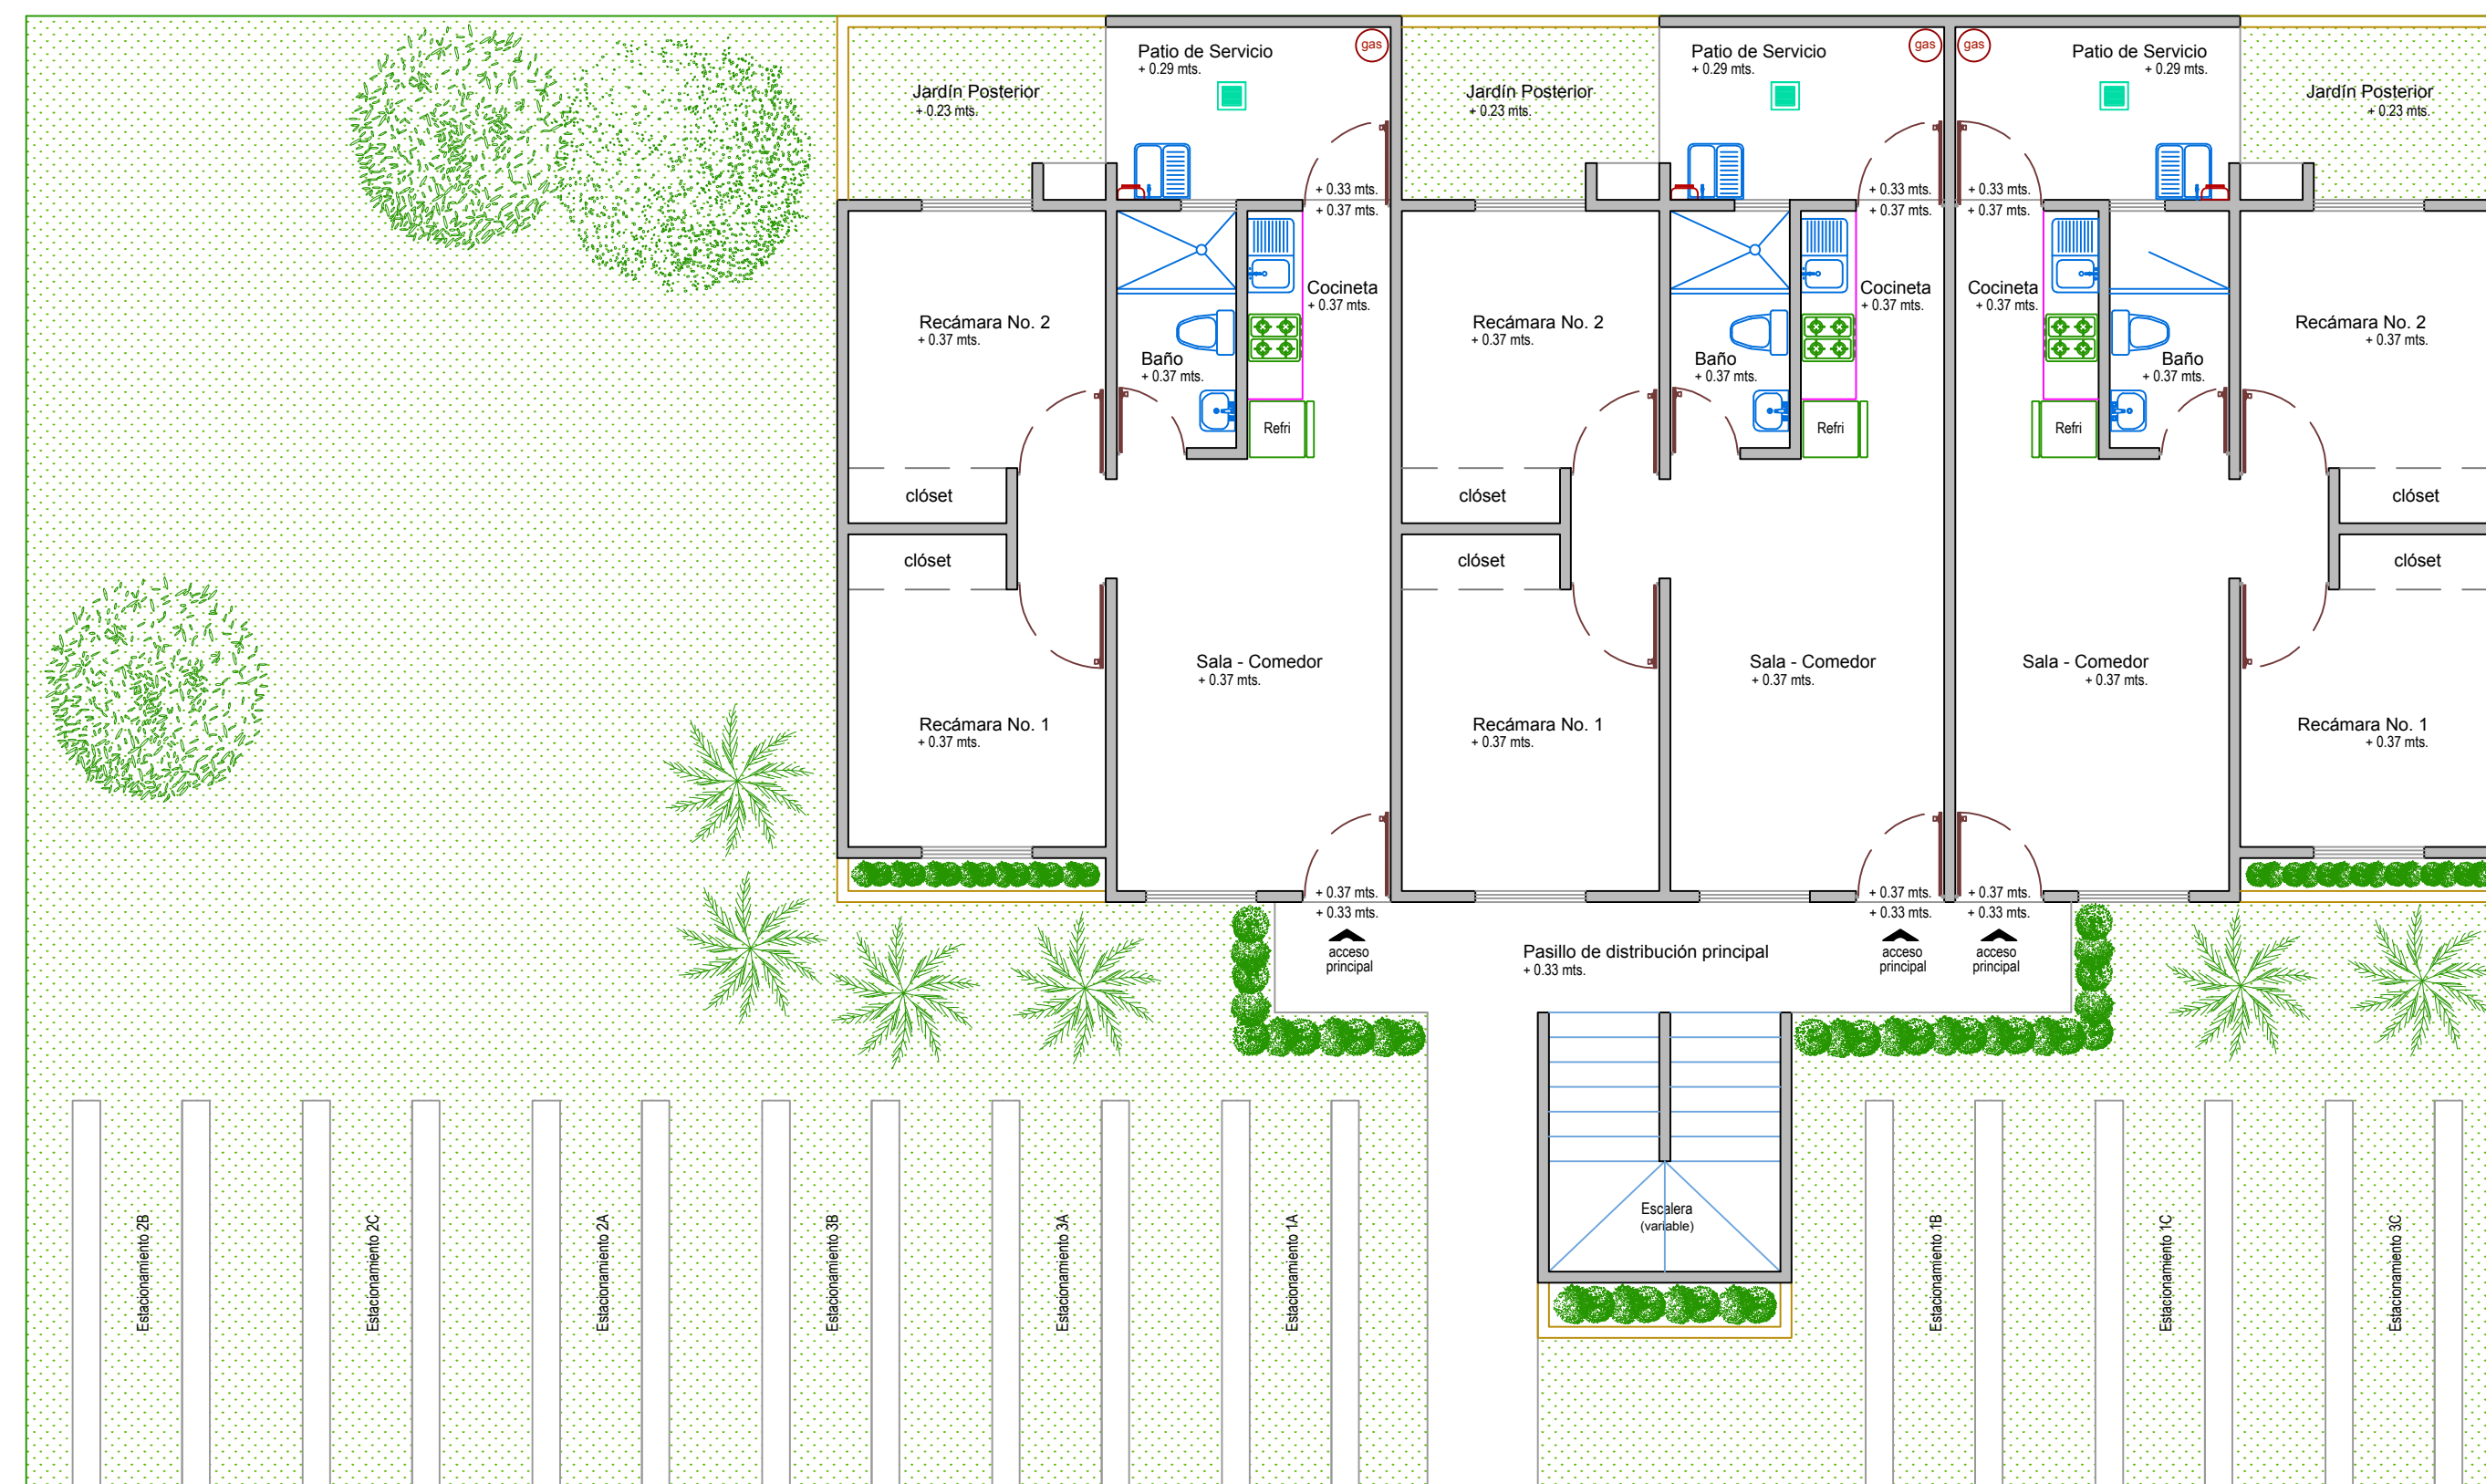 Patio de Servicio
+ 0.29 mts.
gas
Patio de Servicio
+ 0.29 mts.
gas
gas
Patio de Servicio
+ 0.29 mts.
Jardín Posterior
+ 0.23 mts.
Jardín Posterior
+ 0.23 mts.
Jardín Posterior
+ 0.23 mts.
+ 0.33 mts.
+ 0.37 mts.
+ 0.33 mts.
+ 0.37 mts.
+ 0.33 mts.
+ 0.37 mts.
Cocineta
+ 0.37 mts.
Cocineta
+ 0.37 mts.
Cocineta
+ 0.37 mts.
Recámara No. 2
+ 0.37 mts.
Recámara No. 2
+ 0.37 mts.
Recámara No. 2
+ 0.37 mts.
Baño
+ 0.37 mts.
Baño
+ 0.37 mts.
Baño
+ 0.37 mts.
Refri
Refri
Refri
clóset
clóset
clóset
clóset
clóset
clóset
Sala - Comedor
+ 0.37 mts.
Sala - Comedor
+ 0.37 mts.
Sala - Comedor
+ 0.37 mts.
Recámara No. 1
+ 0.37 mts.
Recámara No. 1
+ 0.37 mts.
Recámara No. 1
+ 0.37 mts.
+ 0.37 mts.
+ 0.33 mts.
+ 0.37 mts.
+ 0.33 mts.
+ 0.37 mts.
+ 0.33 mts.
acceso
principal
Pasillo de distribución principal
+ 0.33 mts.
acceso
principal
acceso
principal
Escalera
(variable)
Estacionamiento 2B
Estacionamiento 2C
Estacionamiento 2A
Estacionamiento 3B
Estacionamiento 3A
Estacionamiento 1A
Estacionamiento 1B
Estacionamiento 1C
Estacionamiento 3C